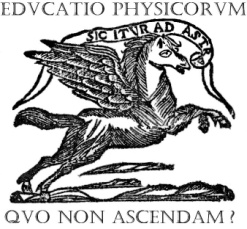 EDVCATIO PHYSICORVM
SIC ITVR AD ASTRA
QVO NON ASCENDAM?